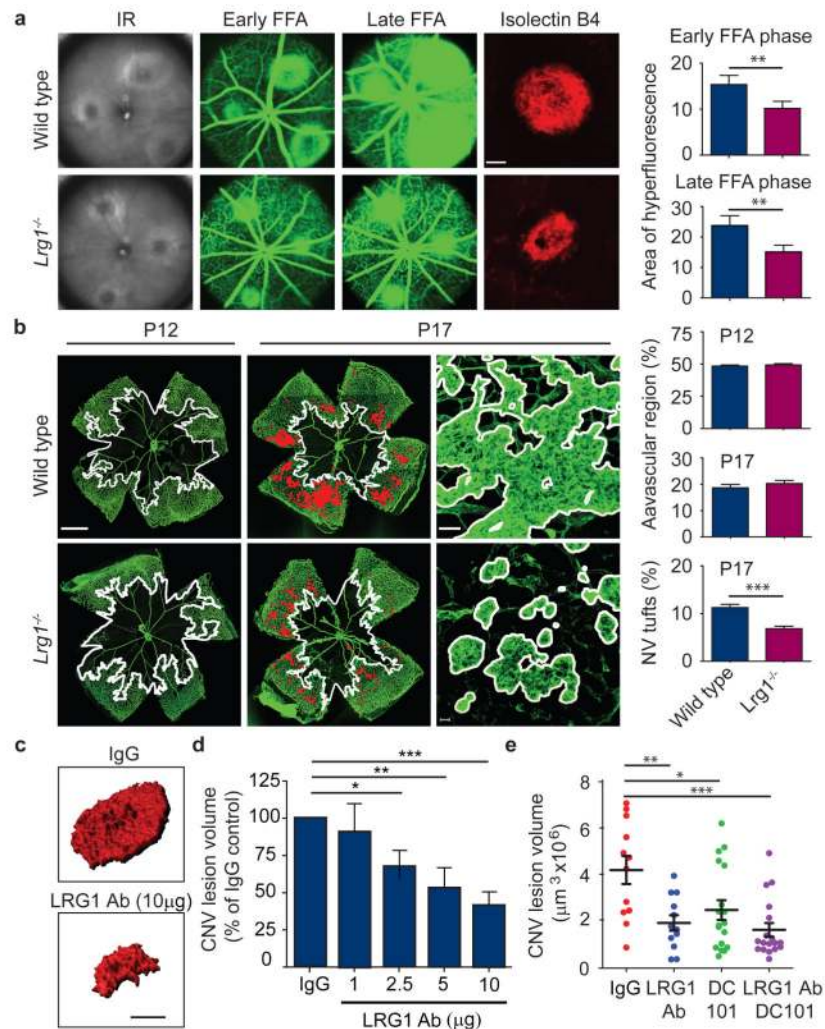 a
IR
Early FFA
Late FFA
Isolectin B4
Wild type
Lrg1-/-
Early FFA phase
**
20
10
0
Late FFA phase
**
30
20
10
0
Area of hyperfluorescence
b
P12
P17
Wild type
Lrg1-/-
P12
75
50
25
0
Aavascular region (%)
P17
30
20
10
0
Aavascular region (%)
P17
***
20
10
0
NV tufts (%)
Wild type
Lrg1-/-
c
IgG
LRG1 Ab (10µg)
d
***
**
*
125
100
75
50
25
0
CNV lesion volume
(% of IgG control)
IgG
1
2.5
5
10
LRG1 Ab (µg)
e
**
*
***
8
6
4
2
0
CNV lesion volume
(µm³x10⁶)
IgG
LRG1
Ab
DC
101
LRG1 Ab
DC101